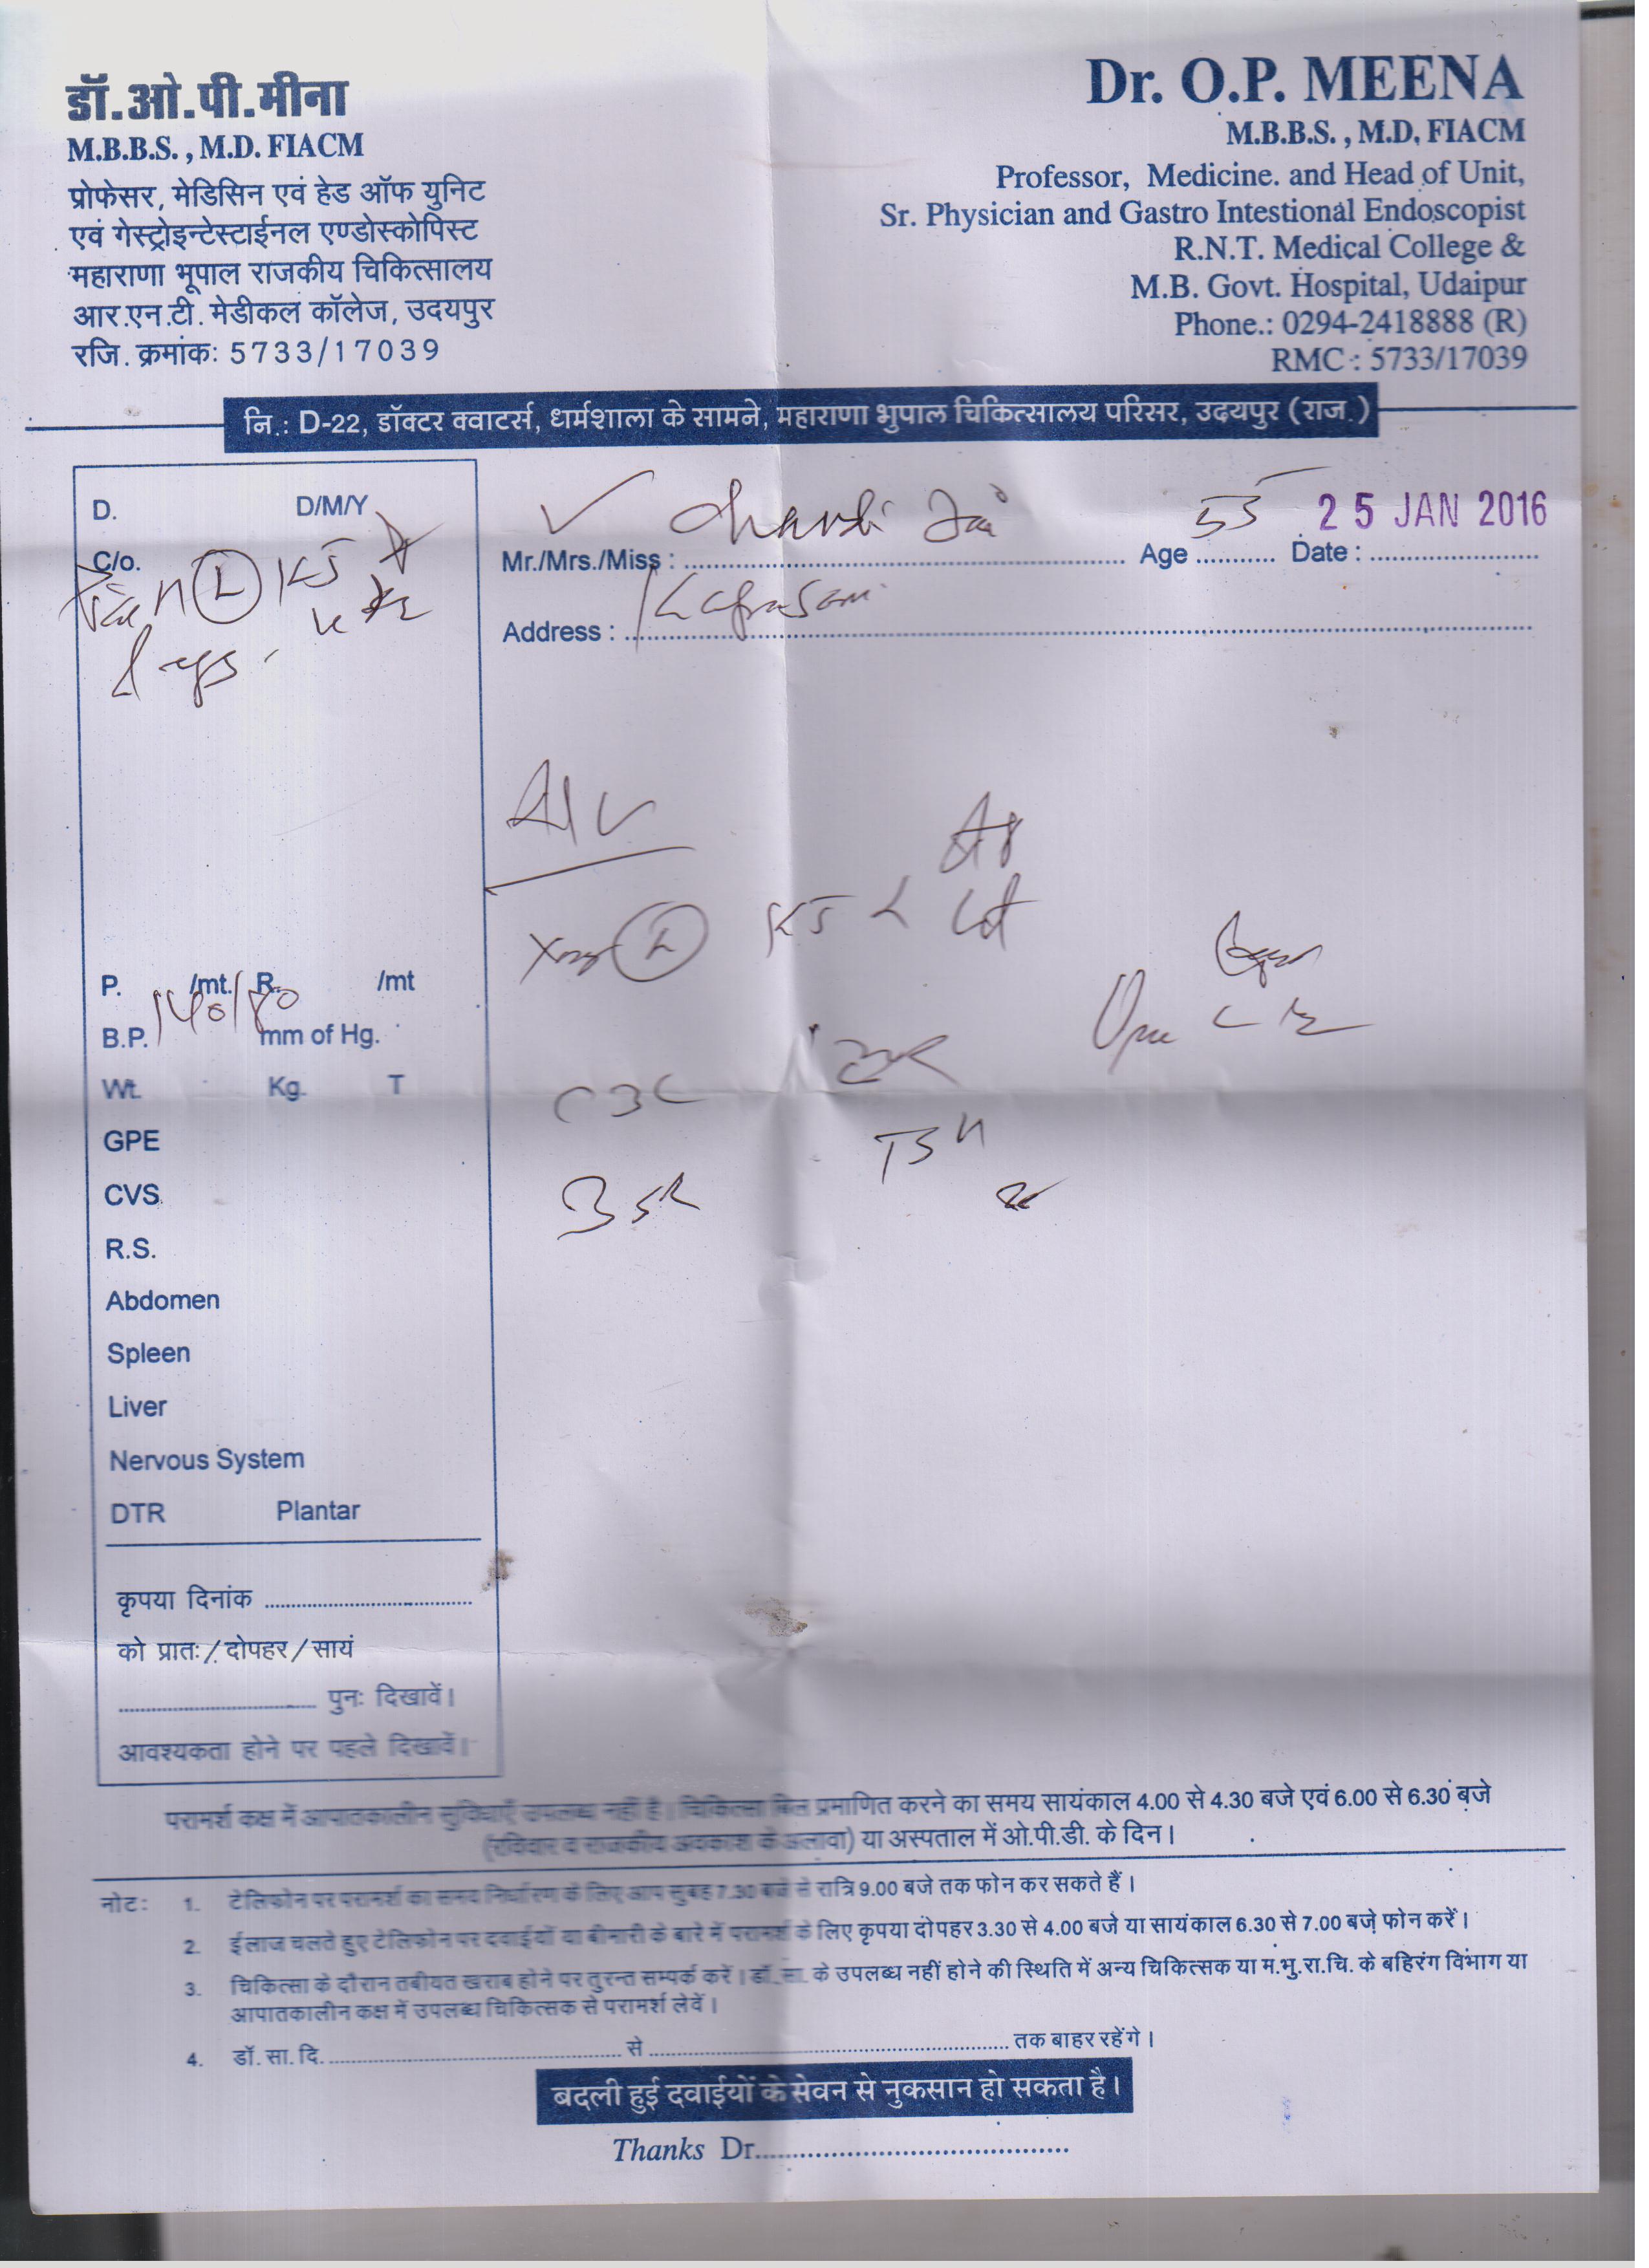 डॉ.ओ.पी.मीना
M.B.B.S. , M.D. FIACM
प्रोफेसर, मेडिसिन एवं हेड ऑफ युनिट
एवं गेस्ट्रोइन्टेस्टाईनल एण्डोस्कोपिस्ट
महाराणा भूपाल राजकीय चिकित्सालय
आर.एन.टी. मेडीकल कॉलेज, उदयपुर
रजि. क्रमांकः 5733/17039
Dr. O.P. MEENA
M.B.B.S. , M.D, FIACM
Professor, Medicine. and Head of Unit,
Sr. Physician and Gastro Intestional Endoscopist
R.N.T. Medical College &
M.B. Govt. Hospital, Udaipur
Phone.: 0294-2418888 (R)
RMC : 5733/17039
नि.: D-22, डॉक्टर क्वाटर्स, धार्मशाला के सामने, महाराणा भुपाल चिकित्सालय परिसर, उदयपुर (राज.)
D. D/M/Y
C/o.
(L)
days.
Mr./Mrs./Miss : Age 55 Date : 25 JAN 2016
Address :
X-ray (L)
P. /mt. R. /mt
B.P. 140/80 mm of Hg.
Wt. Kg. T
CBC
TSH
GPE
CVS
R.S.
Abdomen
Spleen
Liver
Nervous System
DTR Plantar
कृपया दिनांक
को प्रातः/दोपहर/सायं
पुनः दिखावें।
आवश्यकता होने पर पहले दिखावें।
परामर्श कक्ष में आपातकालीन सुविधाएँ उपलब्ध नहीं है। चिकित्सा बिल प्रमाणित करने का समय सायंकाल 4.00 से 4.30 बजे एवं 6.00 से 6.30 बजे
(रविवार व राजकीय अवकाश के अलावा) या अस्पताल में ओ.पी.डी. के दिन।
नोटः 1. टेलिफोन पर परामर्श का समय निर्धारण के लिए आप सुबह 7.30 बजे से रात्रि 9.00 बजे तक फोन कर सकते हैं।
2. ईलाज चलते हुए टेलिफोन पर दवाईयों या बीमारी के बारे में परामर्श के लिए कृपया दोपहर 3.30 से 4.00 बजे या सायंकाल 6.30 से 7.00 बजे फोन करें।
3. चिकित्सा के दौरान तबीयत खराब होने पर तुरन्त सम्पर्क करें। डॉ. सा. के उपलब्ध नहीं होने की स्थिति में अन्य चिकित्सक या म.भु.रा.चि. के बहिरंग विभाग या
आपातकालीन कक्ष में उपलब्ध चिकित्सक से परामर्श लेवें।
4. डॉ. सा. दि. से तक बाहर रहेंगे।
बदली हुई दवाईयों के सेवन से नुकसान हो सकता है।
Thanks Dr.